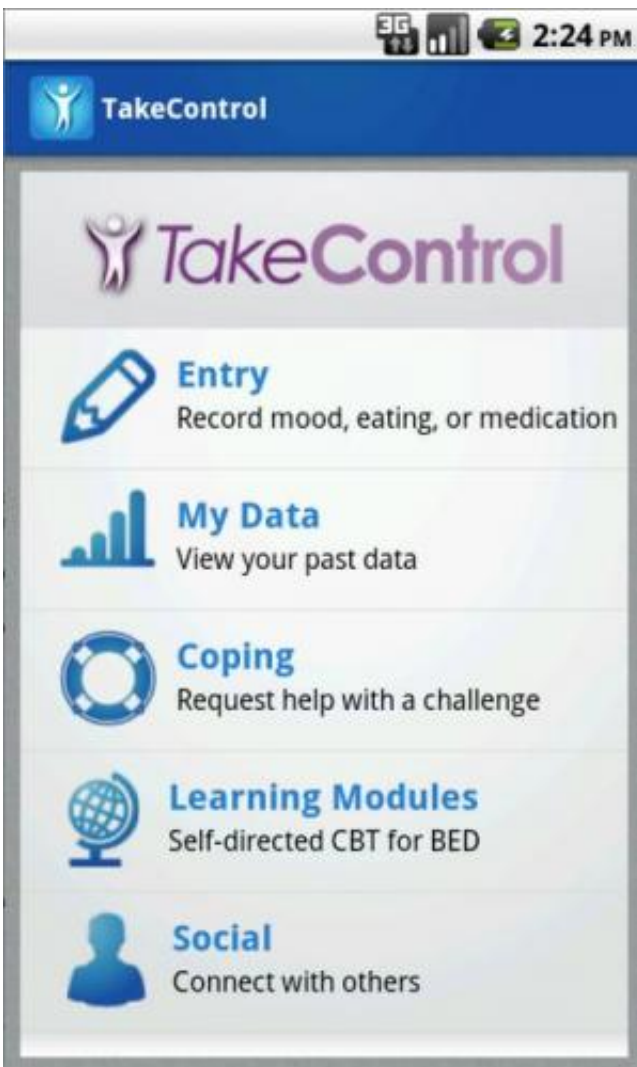 3G 2:24 PM
TakeControl
TakeControl
Entry
Record mood, eating, or medication
My Data
View your past data
Coping
Request help with a challenge
Learning Modules
Self-directed CBT for BED
Social
Connect with others